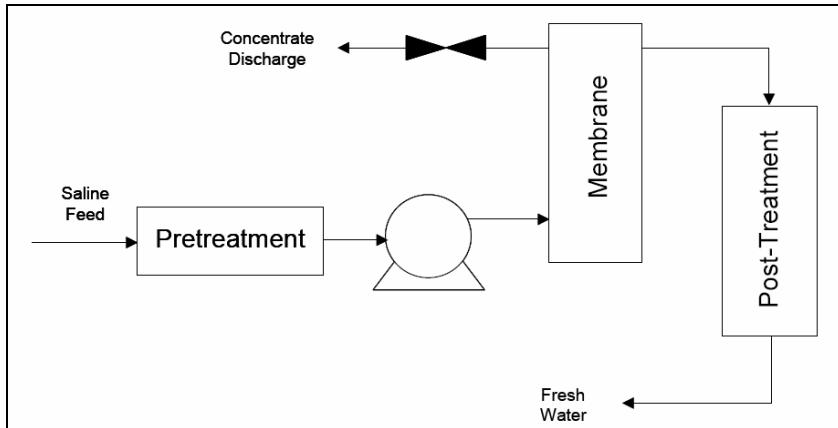 Concentrate
Discharge
Membrane
Saline
Feed
Pretreatment
Post-Treatment
Fresh
Water